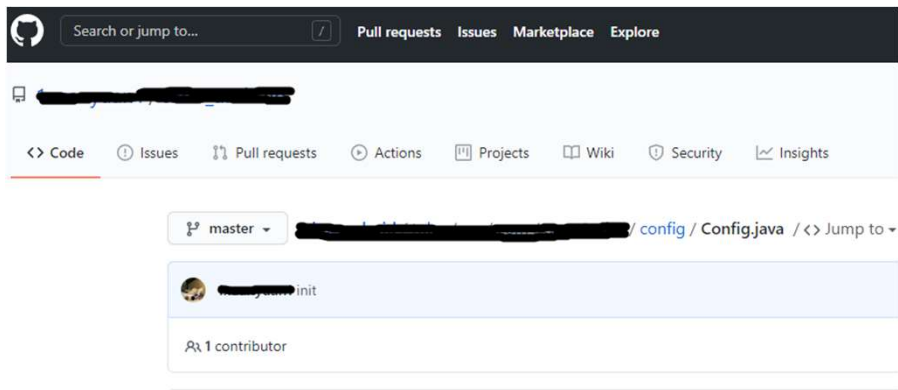 Search or jump to... /
Pull requests Issues Marketplace Explore
<> Code Issues Pull requests Actions Projects Wiki Security Insights
master / config / Config.java / <> Jump to
init
1 contributor